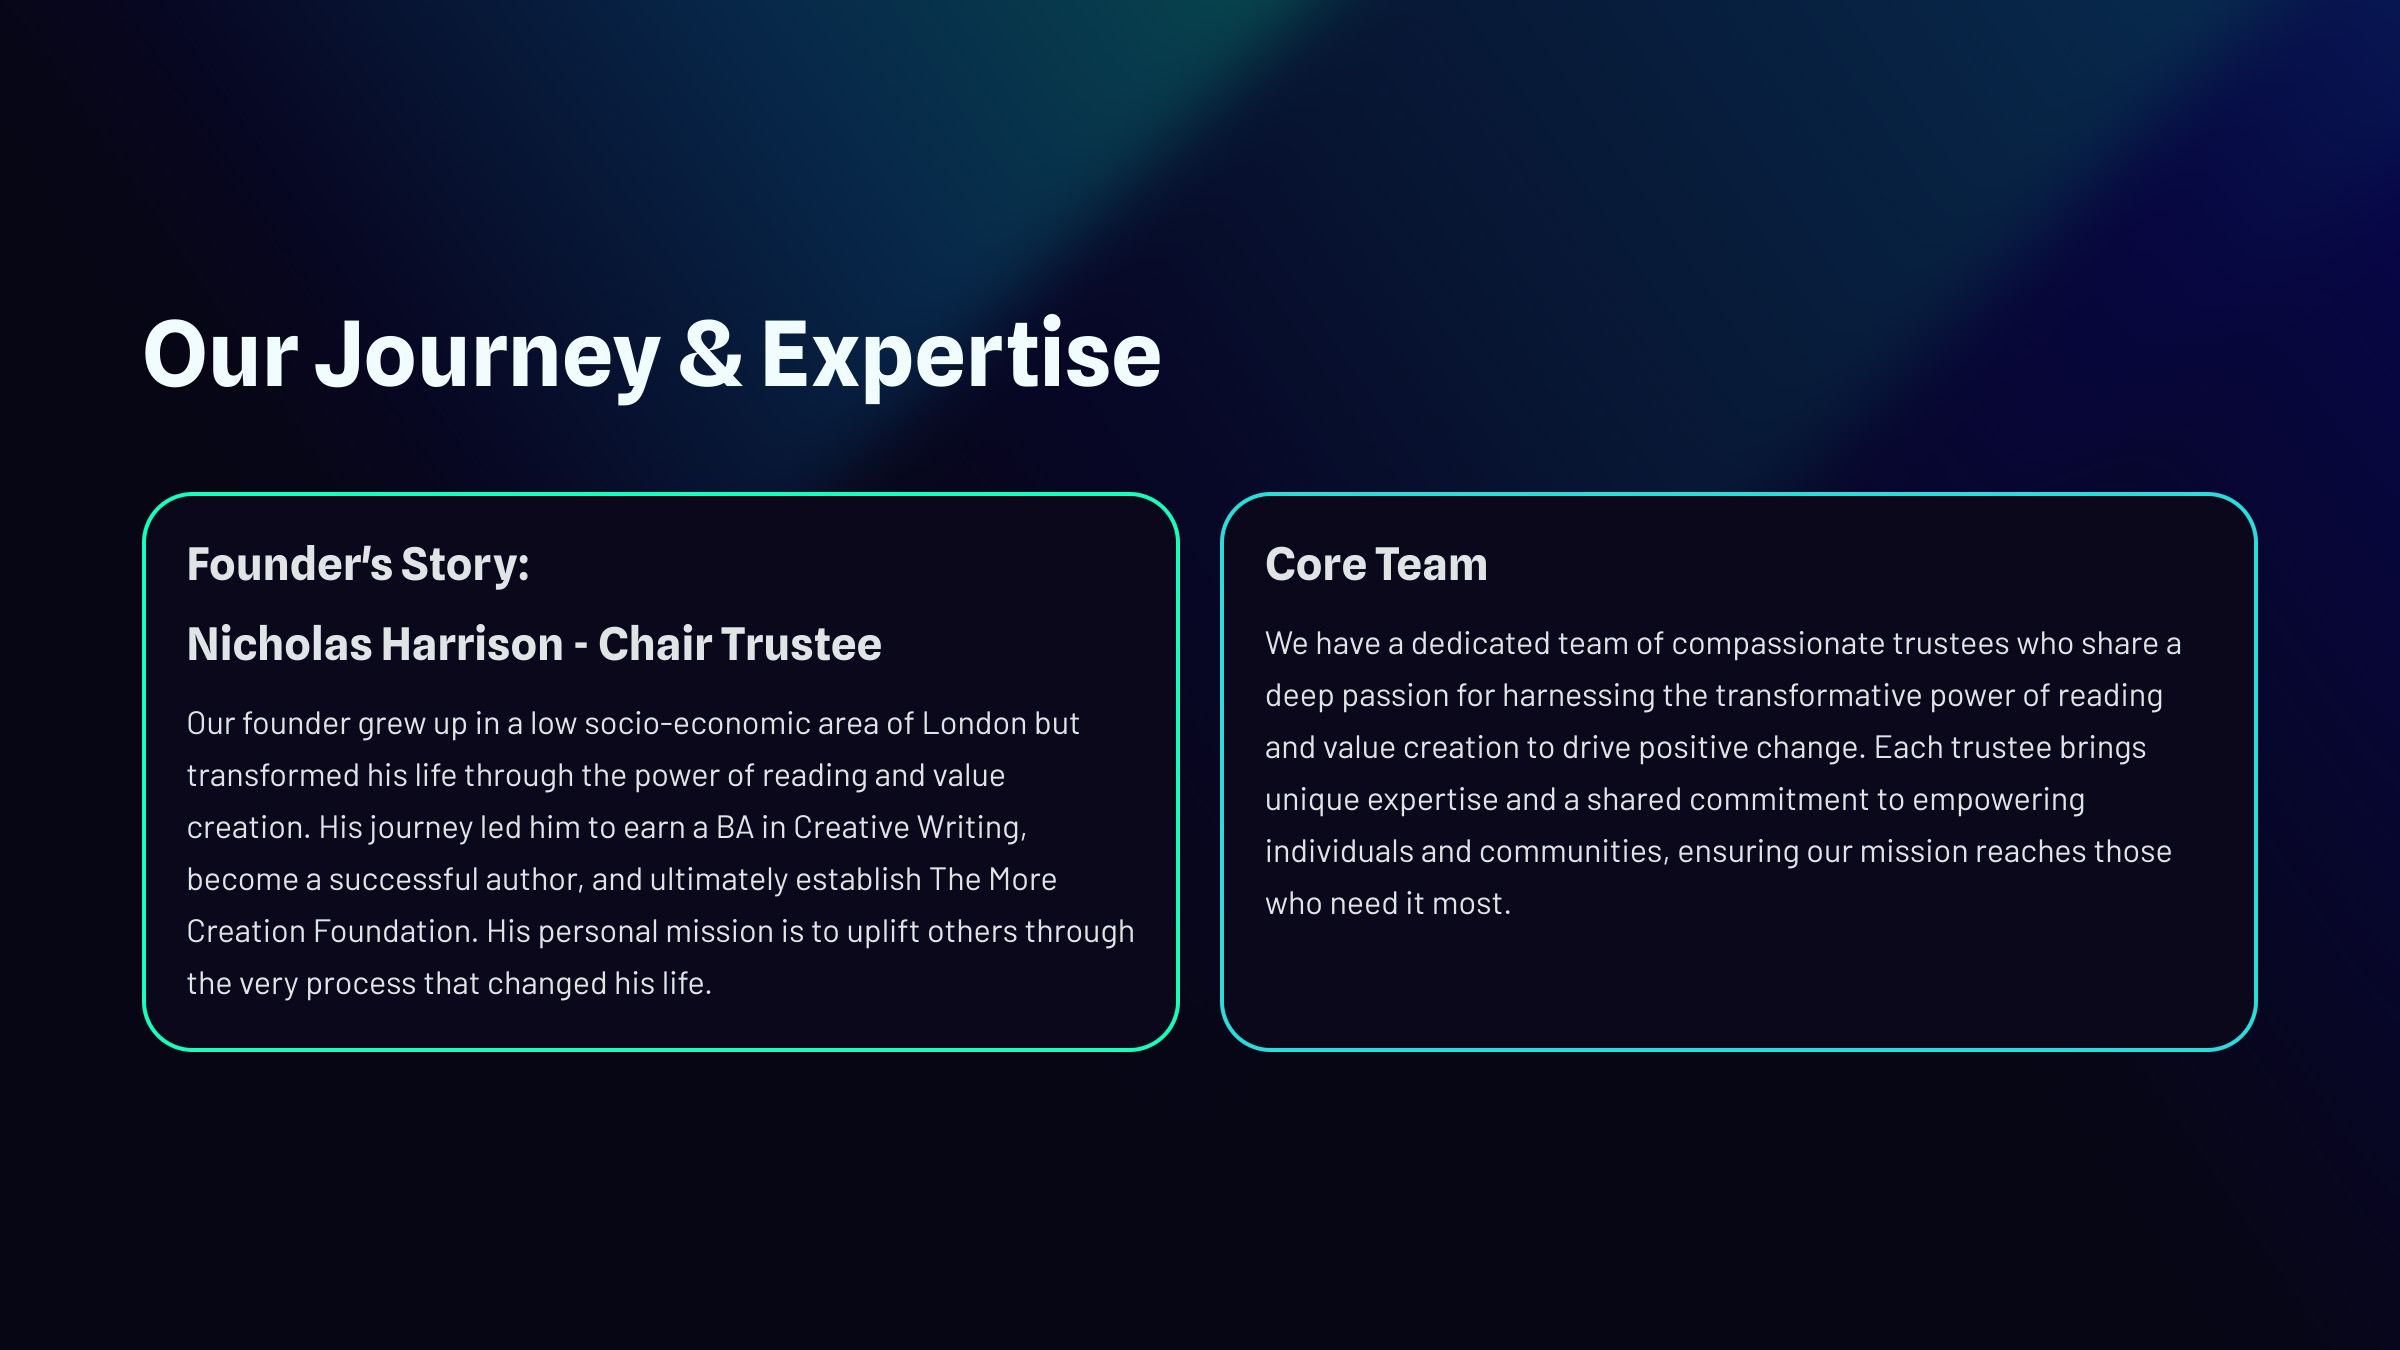 Our Journey & Expertise
Founder's Story:
Nicholas Harrison - Chair Trustee
Our founder grew up in a low socio-economic area of London but
transformed his life through the power of reading and value
creation. His journey led him to earn a BA in Creative Writing,
become a successful author, and ultimately establish The More
Creation Foundation. His personal mission is to uplift others through
the very process that changed his life.
Core Team
We have a dedicated team of compassionate trustees who share a
deep passion for harnessing the transformative power of reading
and value creation to drive positive change. Each trustee brings
unique expertise and a shared commitment to empowering
individuals and communities, ensuring our mission reaches those
who need it most.